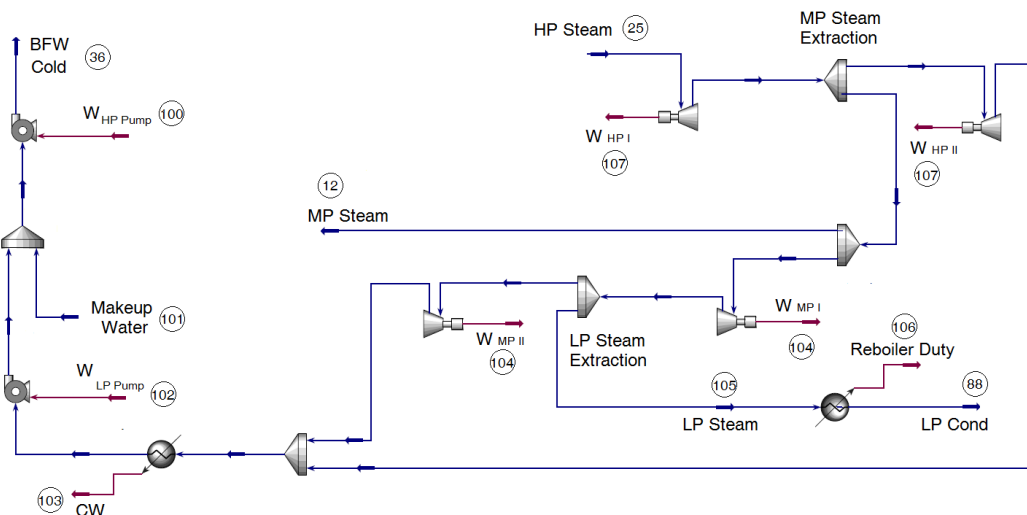 BFW
Cold
36
W HP Pump
100
HP Steam
25
MP Steam
Extraction
W HP I
107
W HP II
107
12
MP Steam
Makeup
Water
101
W MP I
104
W MP II
104
LP Steam
Extraction
106
Reboiler Duty
W
LP Pump
102
105
LP Steam
88
LP Cond
103
CW